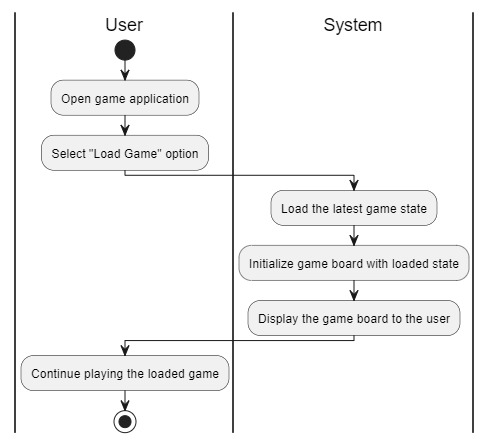 User
System
Open game application
Select "Load Game" option
Load the latest game state
Initialize game board with loaded state
Display the game board to the user
Continue playing the loaded game